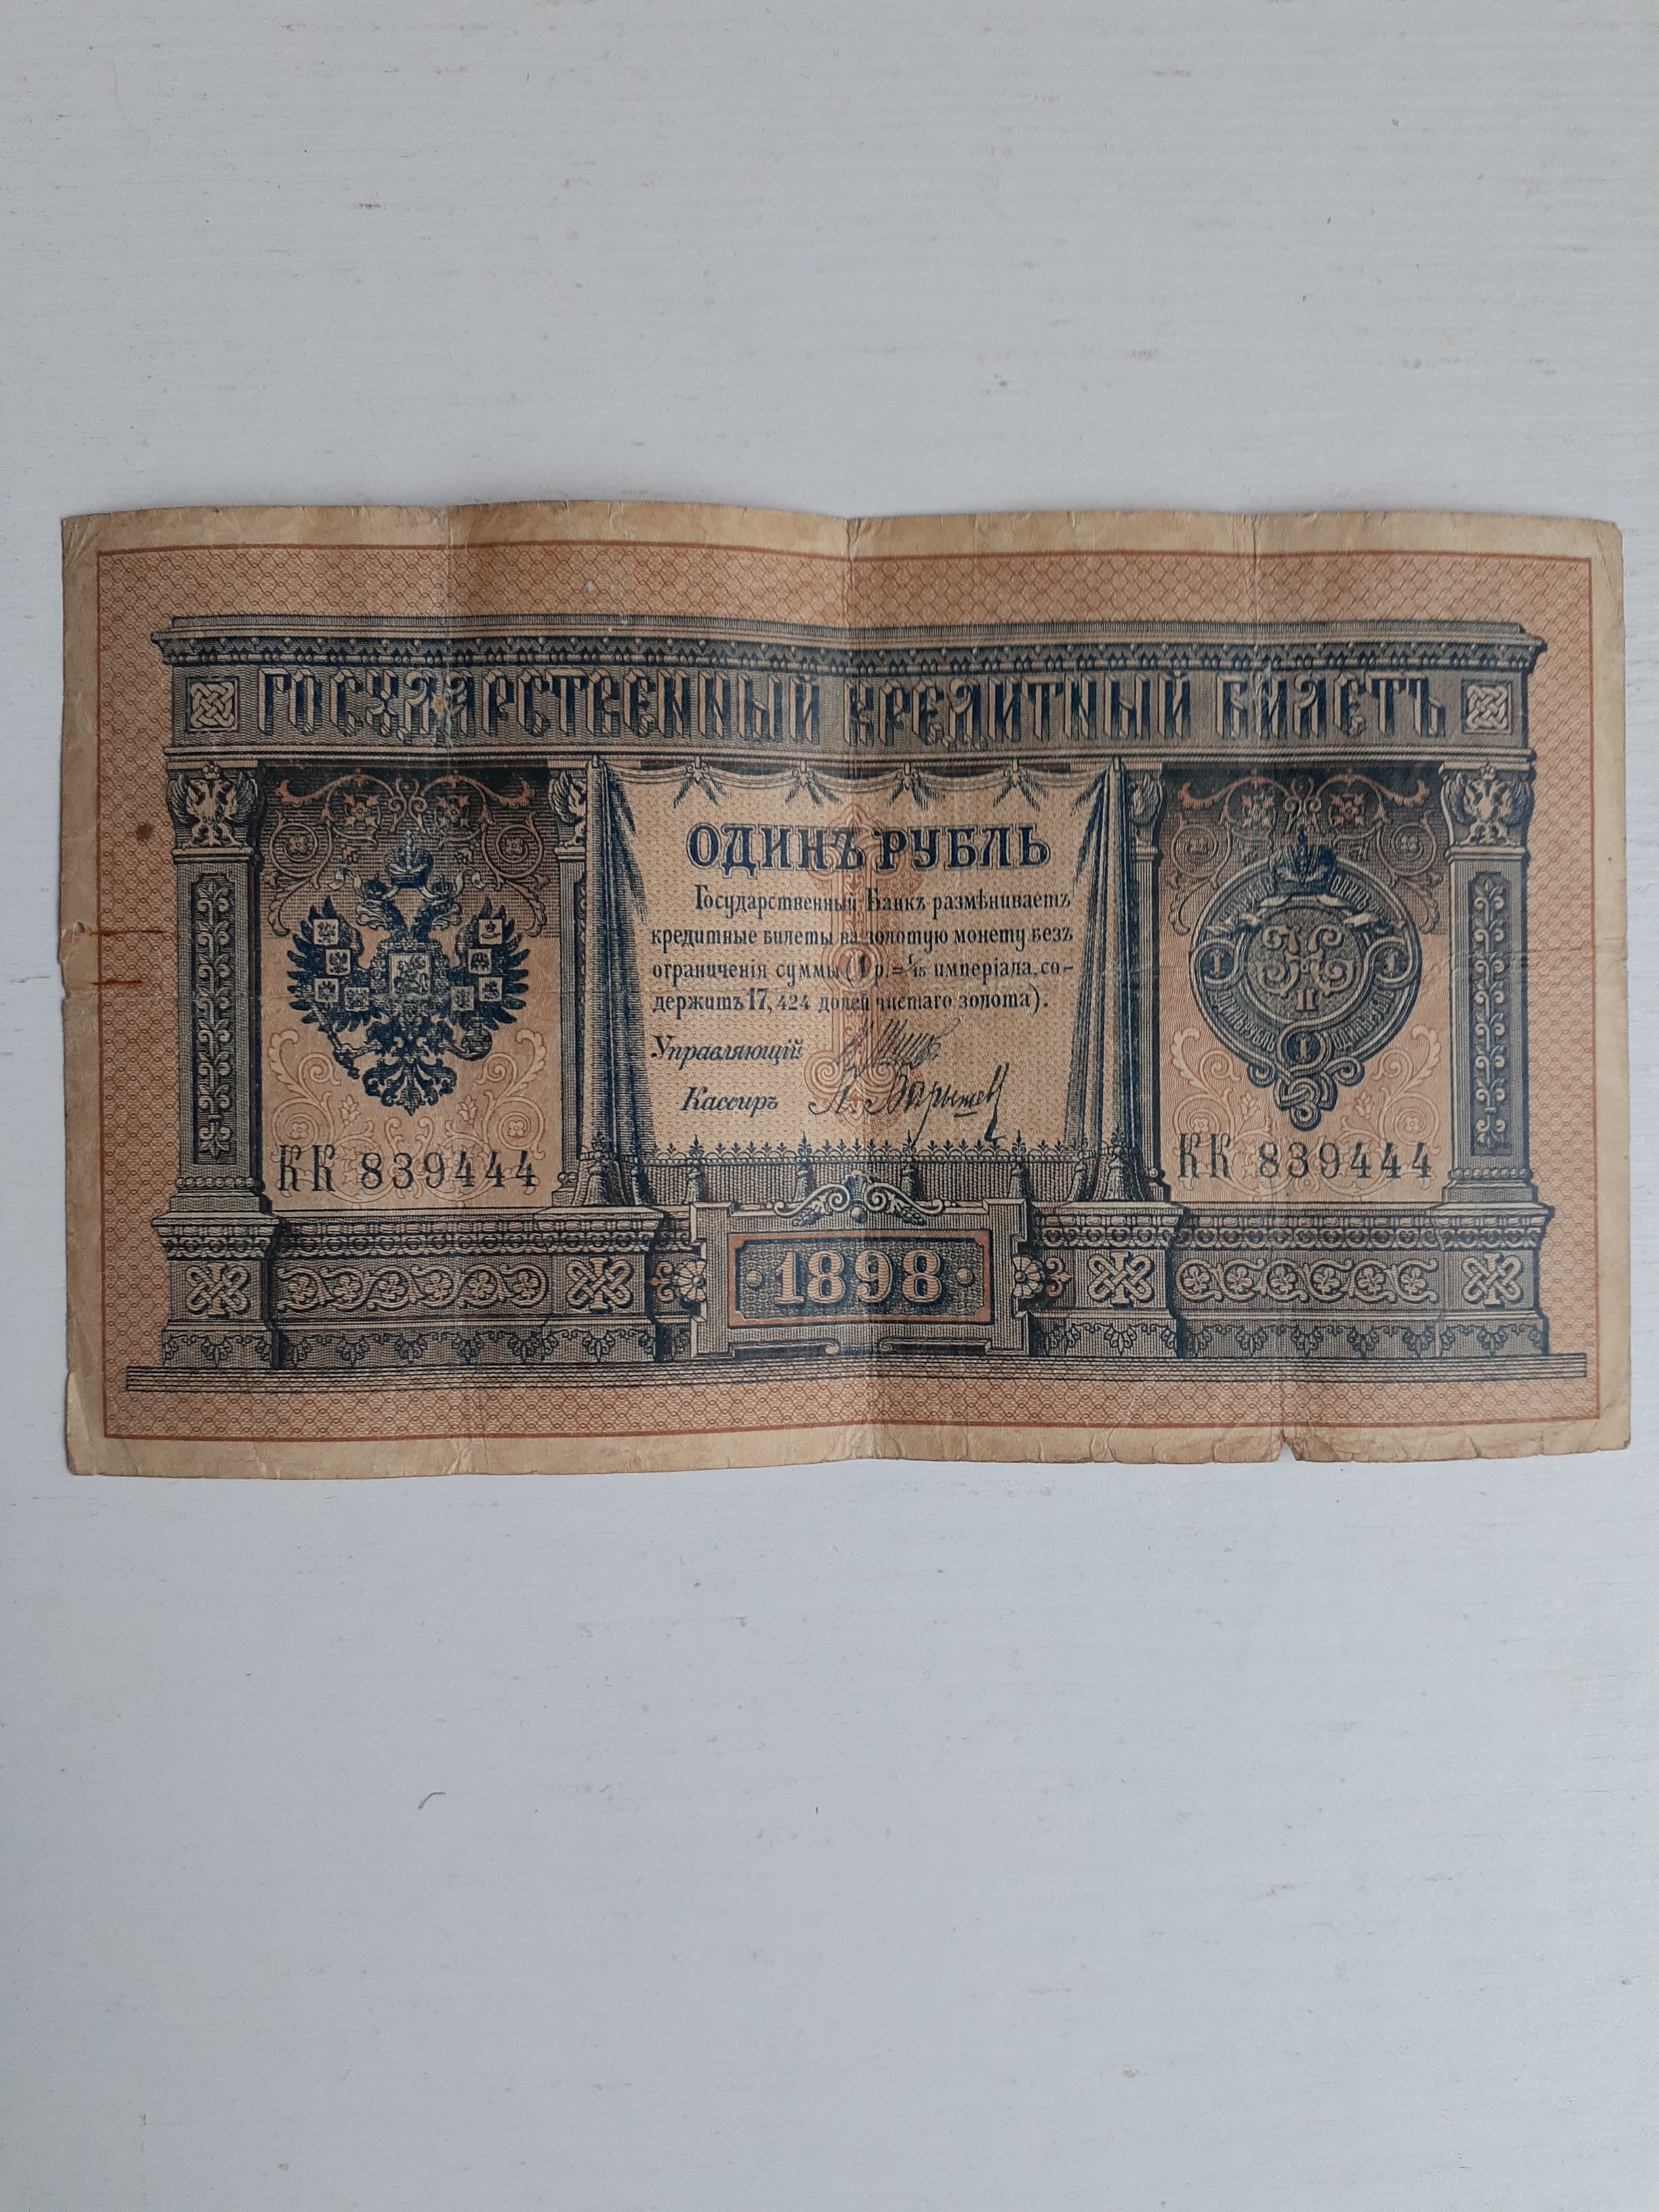 ГОСУДАРСТВЕННЫЙ КРЕДИТНЫЙ БИЛЕТЪ
ОДИНЪ РУБЛЬ
Государственный Банкъ размѣниваетъ
кредитные билеты на золотую монету безъ
ограниченія суммы (1 р.=1/15 имперіала, со-
держитъ 17,424 долей чистаго золота).
Управляющій
Кассиръ Я. Барышев
КК 839444
КК 839444
1898